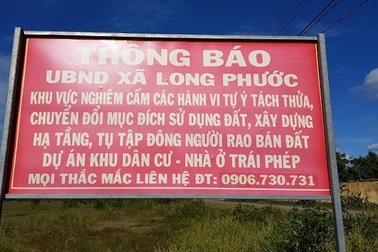 THÔNG BÁO
UBND XÃ LONG PHƯỚC
KHU VỰC NGHIÊM CẤM CÁC HÀNH VI TỰ Ý TÁCH THỬA,
CHUYỂN ĐỔI MỤC ĐÍCH SỬ DỤNG ĐẤT, XÂY DỰNG
HẠ TẦNG, TỤ TẬP ĐÔNG NGƯỜI RAO BÁN ĐẤT
DỰ ÁN KHU DÂN CƯ - NHÀ Ở TRÁI PHÉP
MỌI THẮC MẮC LIÊN HỆ ĐT: 0906.730.731